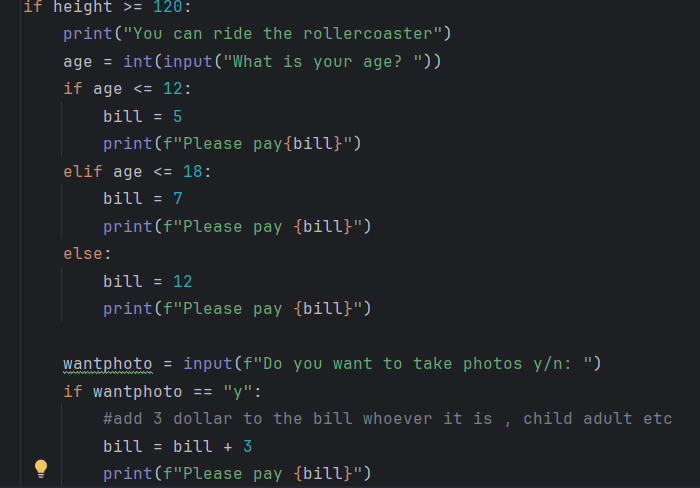 if height >= 120:
    print("You can ride the rollercoaster")
    age = int(input("What is your age? "))
    if age <= 12:
        bill = 5
        print(f"Please pay{bill}")
    elif age <= 18:
        bill = 7
        print(f"Please pay {bill}")
    else:
        bill = 12
        print(f"Please pay {bill}")

    wantphoto = input(f"Do you want to take photos y/n: ")
    if wantphoto == "y":
        #add 3 dollar to the bill whoever it is , child adult etc
        bill = bill + 3
        print(f"Please pay {bill}")